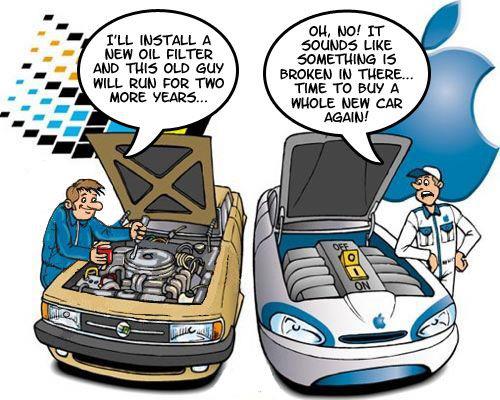 I'LL INSTALL A
NEW OIL FILTER
AND THIS OLD GUY
WILL RUN FOR TWO
MORE YEARS...
OH, NO! IT
SOUNDS LIKE
SOMETHING IS
BROKEN IN THERE...
TIME TO BUY A
WHOLE NEW CAR
AGAIN!
OFF
ON